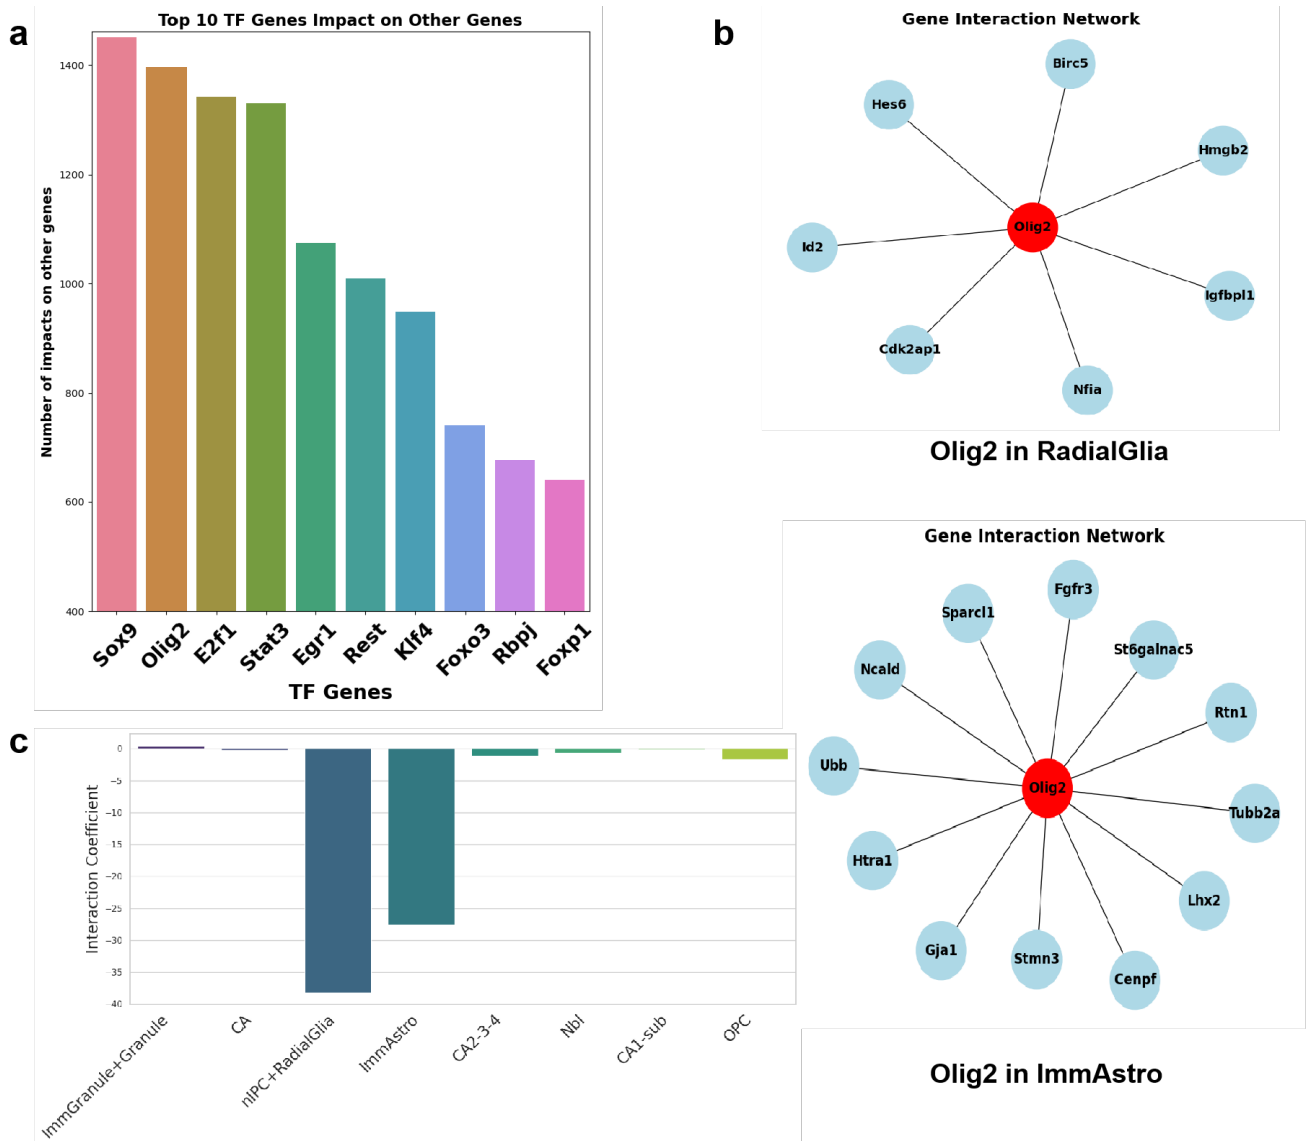 a
Top 10 TF Genes Impact on Other Genes
Number of impacts on other genes
1400
1200
1000
800
600
400
Sox9
Olig2
E2f1
Stat3
Egr1
Rest
Klf4
Foxo3
Rbpj
Foxp1
TF Genes
b
Gene Interaction Network
Birc5
Hes6
Hmgb2
Olig2
Id2
Igfbpl1
Cdk2ap1
Nfia
Olig2 in RadialGlia
Gene Interaction Network
Fgfr3
Sparcl1
St6galnac5
Ncald
Rtn1
Ubb
Olig2
Tubb2a
Htra1
Lhx2
Gja1
Stmn3
Cenpf
Olig2 in ImmAstro
c
Interaction Coefficient
0
−5
−10
−15
−20
−25
−30
−35
−40
ImmGranule+Granule
CA
nIPC+RadialGlia
ImmAstro
CA2-3-4
Nbl
CA1-sub
OPC